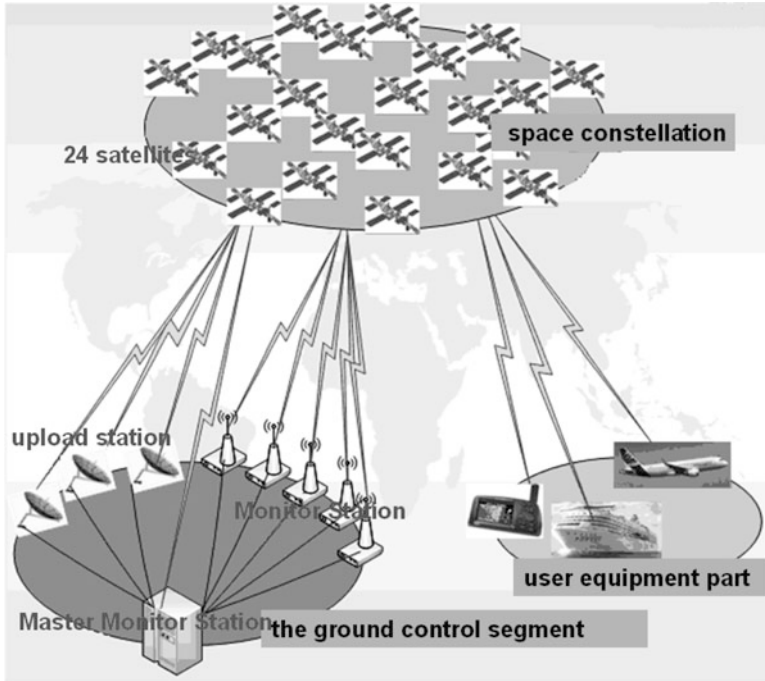 space constellation
24 satellites
upload station
Monitor Station
user equipment part
Master Monitor Station
the ground control segment